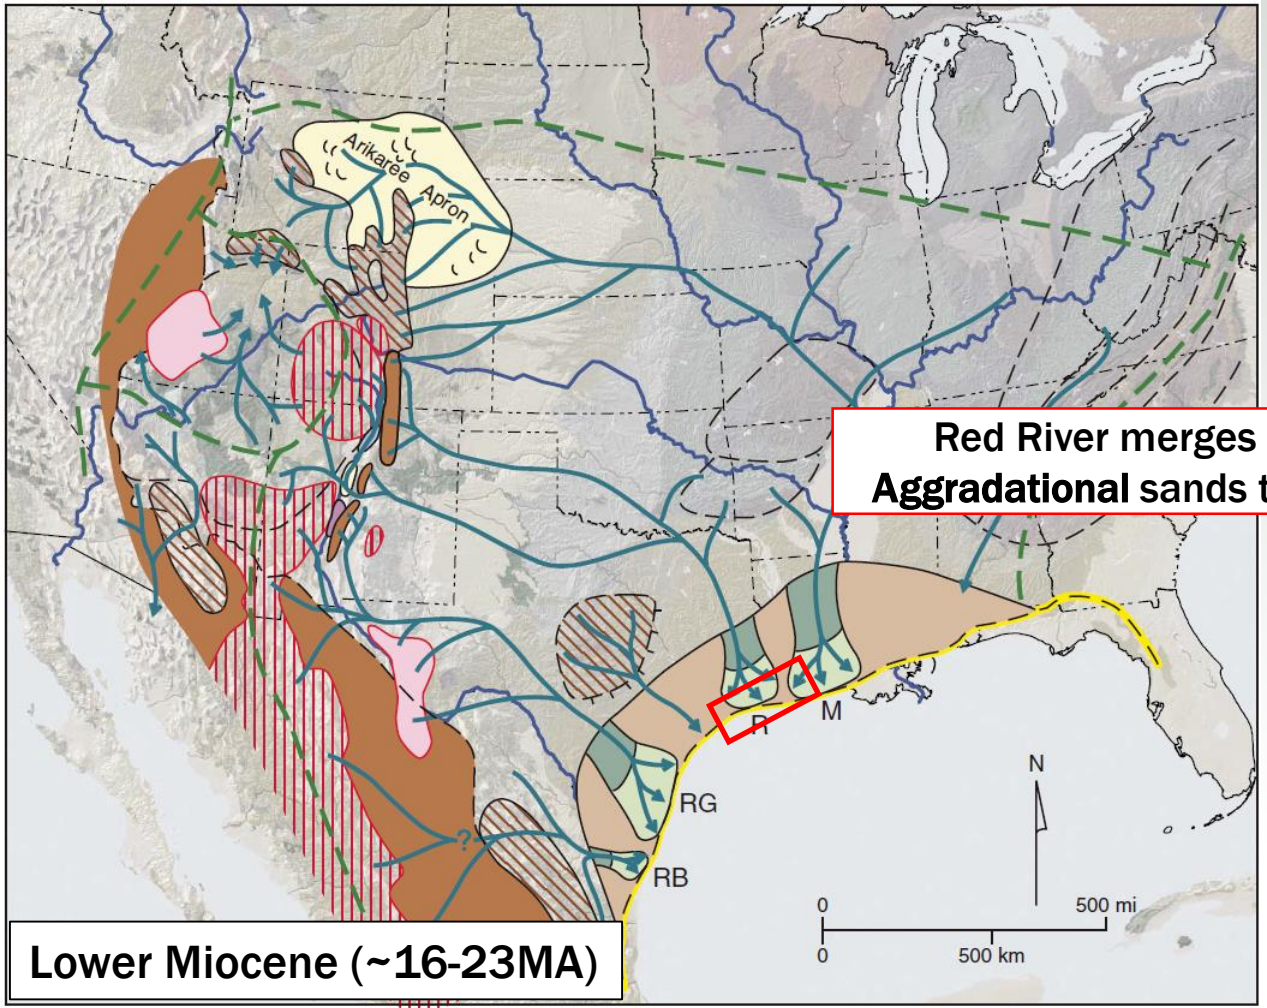 Arikaree
Apron
Red River merges
Aggradational sands t
R
M
RG
RB
?
N
0
500 mi
0
500 km
Lower Miocene (~16-23MA)